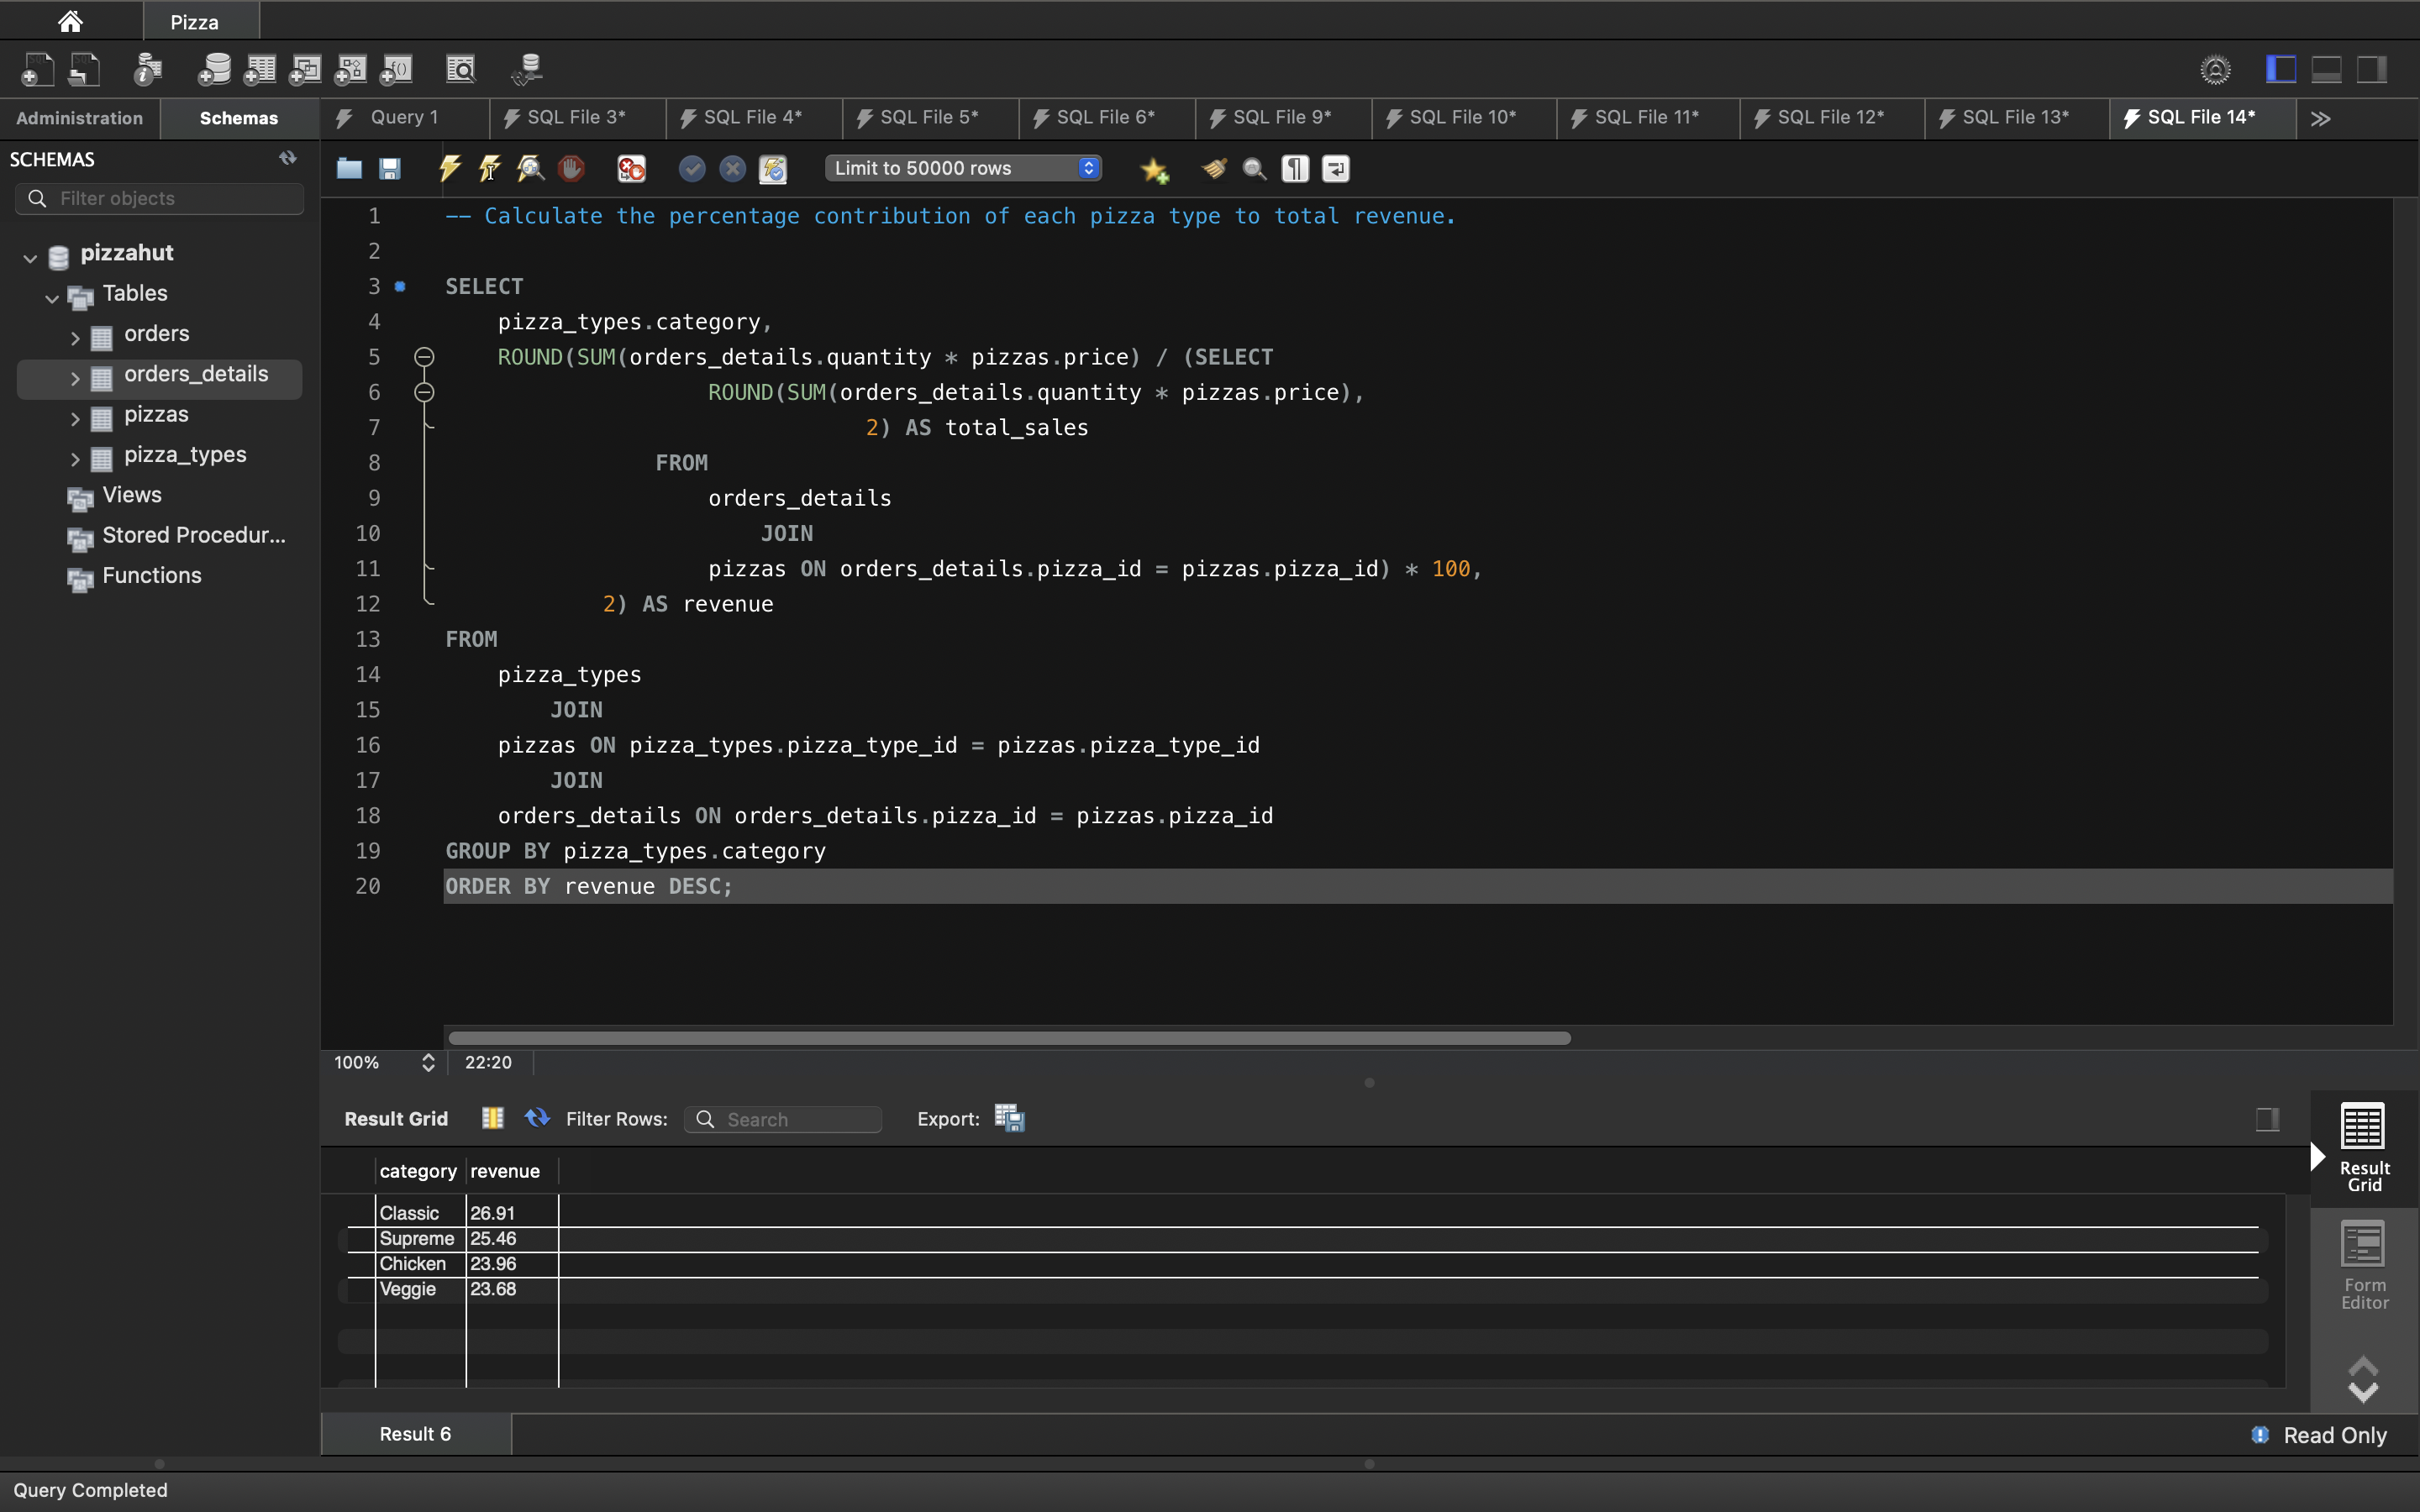 Pizza
Administration
Schemas
Query 1
SQL File 3*
SQL File 4*
SQL File 5*
SQL File 6*
SQL File 9*
SQL File 10*
SQL File 11*
SQL File 12*
SQL File 13*
SQL File 14*
SCHEMAS
Filter objects
pizzahut
Tables
orders
orders_details
pizzas
pizza_types
Views
Stored Procedur...
Functions
Limit to 50000 rows
1 -- Calculate the percentage contribution of each pizza type to total revenue.
2
3 SELECT
4 pizza_types.category,
5 ROUND(SUM(orders_details.quantity * pizzas.price) / (SELECT
6 ROUND(SUM(orders_details.quantity * pizzas.price),
7 2) AS total_sales
8 FROM
9 orders_details
10 JOIN
11 pizzas ON orders_details.pizza_id = pizzas.pizza_id) * 100,
12 2) AS revenue
13 FROM
14 pizza_types
15 JOIN
16 pizzas ON pizza_types.pizza_type_id = pizzas.pizza_type_id
17 JOIN
18 orders_details ON orders_details.pizza_id = pizzas.pizza_id
19 GROUP BY pizza_types.category
20 ORDER BY revenue DESC;
100% 22:20
Result Grid Filter Rows: Search Export:
category revenue
Classic 26.91
Supreme 25.46
Chicken 23.96
Veggie 23.68
Result
Grid
Form
Editor
Result 6
Read Only
Query Completed